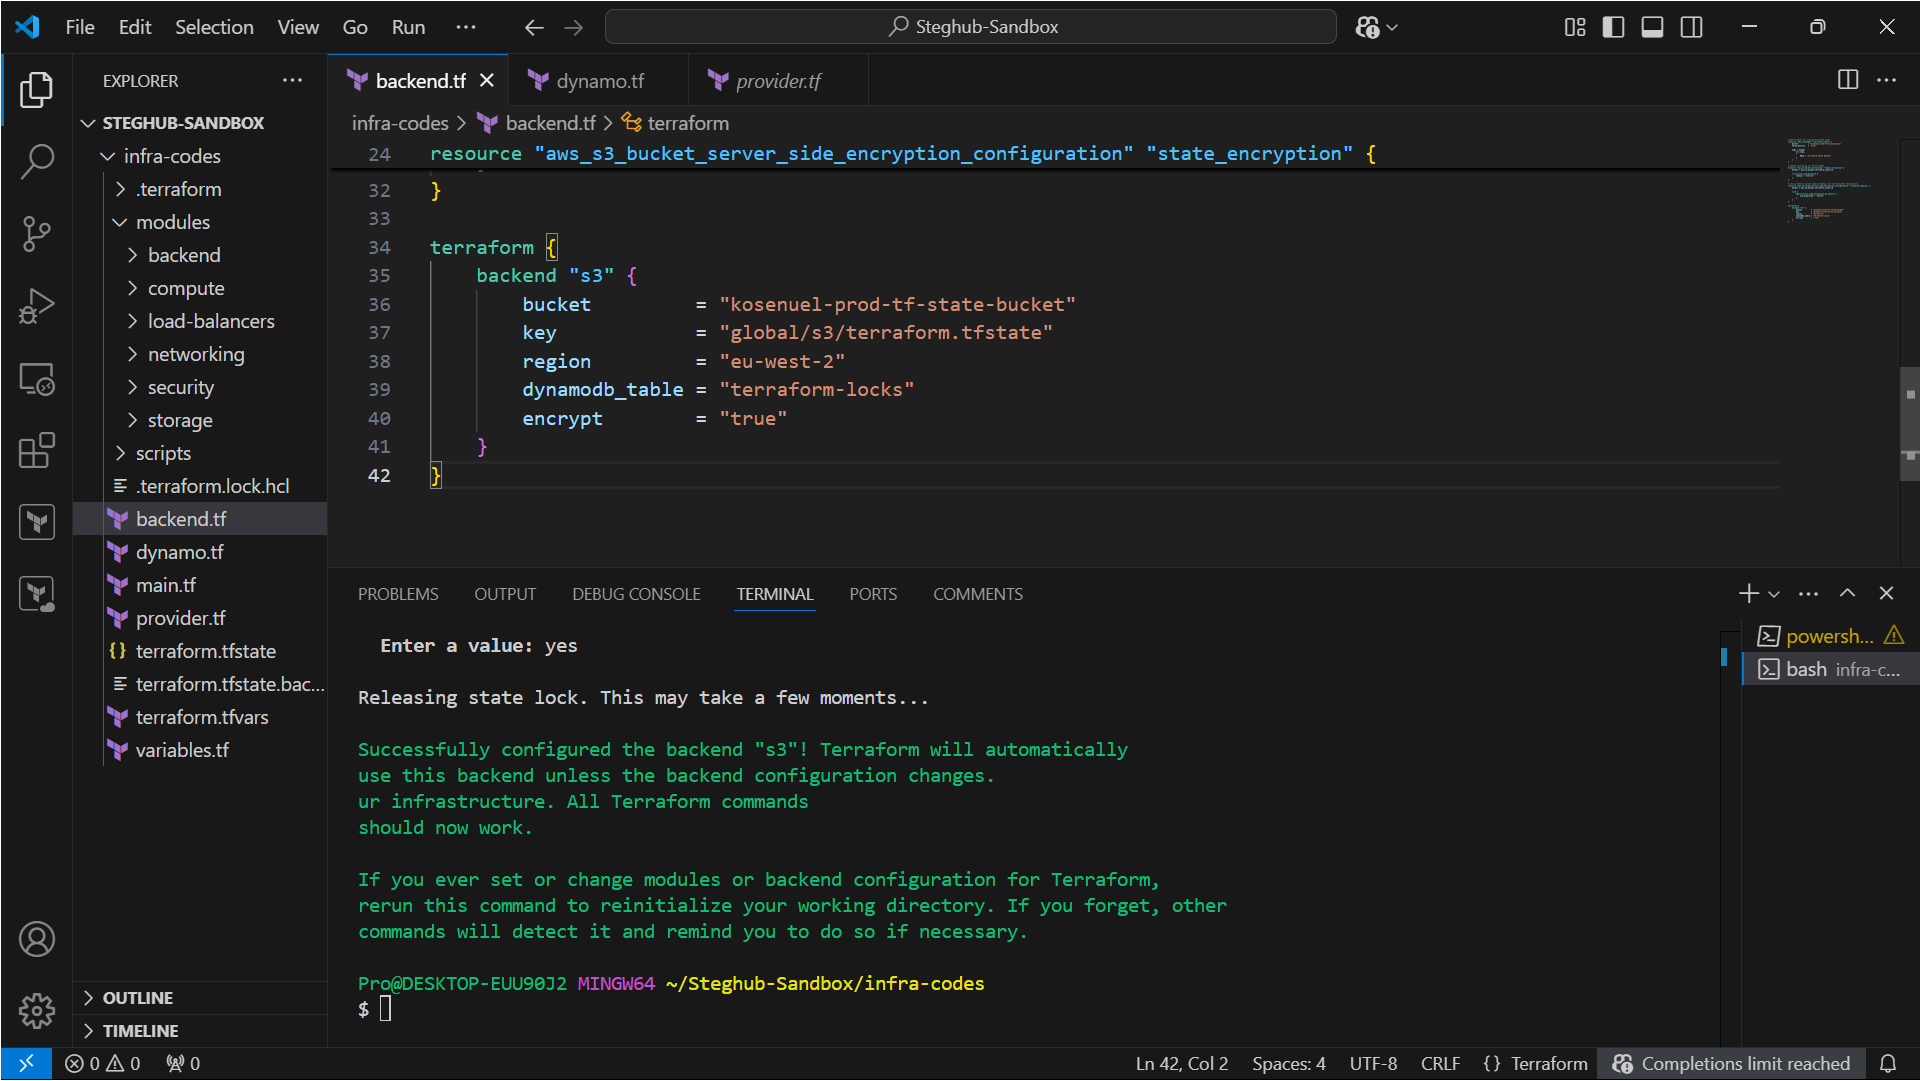 File Edit Selection View Go Run ...
Steghub-Sandbox
EXPLORER
STEGHUB-SANDBOX
infra-codes
.terraform
modules
backend
compute
load-balancers
networking
security
storage
scripts
.terraform.lock.hcl
backend.tf
dynamo.tf
main.tf
provider.tf
terraform.tfstate
terraform.tfstate.bac...
terraform.tfvars
variables.tf
OUTLINE
TIMELINE
backend.tf dynamo.tf provider.tf
infra-codes > backend.tf > terraform
24 resource "aws_s3_bucket_server_side_encryption_configuration" "state_encryption" {
32 }
33
34 terraform {
35 backend "s3" {
36 bucket = "kosenuel-prod-tf-state-bucket"
37 key = "global/s3/terraform.tfstate"
38 region = "eu-west-2"
39 dynamodb_table = "terraform-locks"
40 encrypt = "true"
41 }
42 }
PROBLEMS OUTPUT DEBUG CONSOLE TERMINAL PORTS COMMENTS
Enter a value: yes
Releasing state lock. This may take a few moments...
Successfully configured the backend "s3"! Terraform will automatically
use this backend unless the backend configuration changes.
ur infrastructure. All Terraform commands
should now work.
If you ever set or change modules or backend configuration for Terraform,
rerun this command to reinitialize your working directory. If you forget, other
commands will detect it and remind you to do so if necessary.
Pro@DESKTOP-EUU90J2 MINGW64 ~/Steghub-Sandbox/infra-codes
$
powersh...
bash infra-c...
0 0 0
Ln 42, Col 2 Spaces: 4 UTF-8 CRLF {} Terraform Completions limit reached